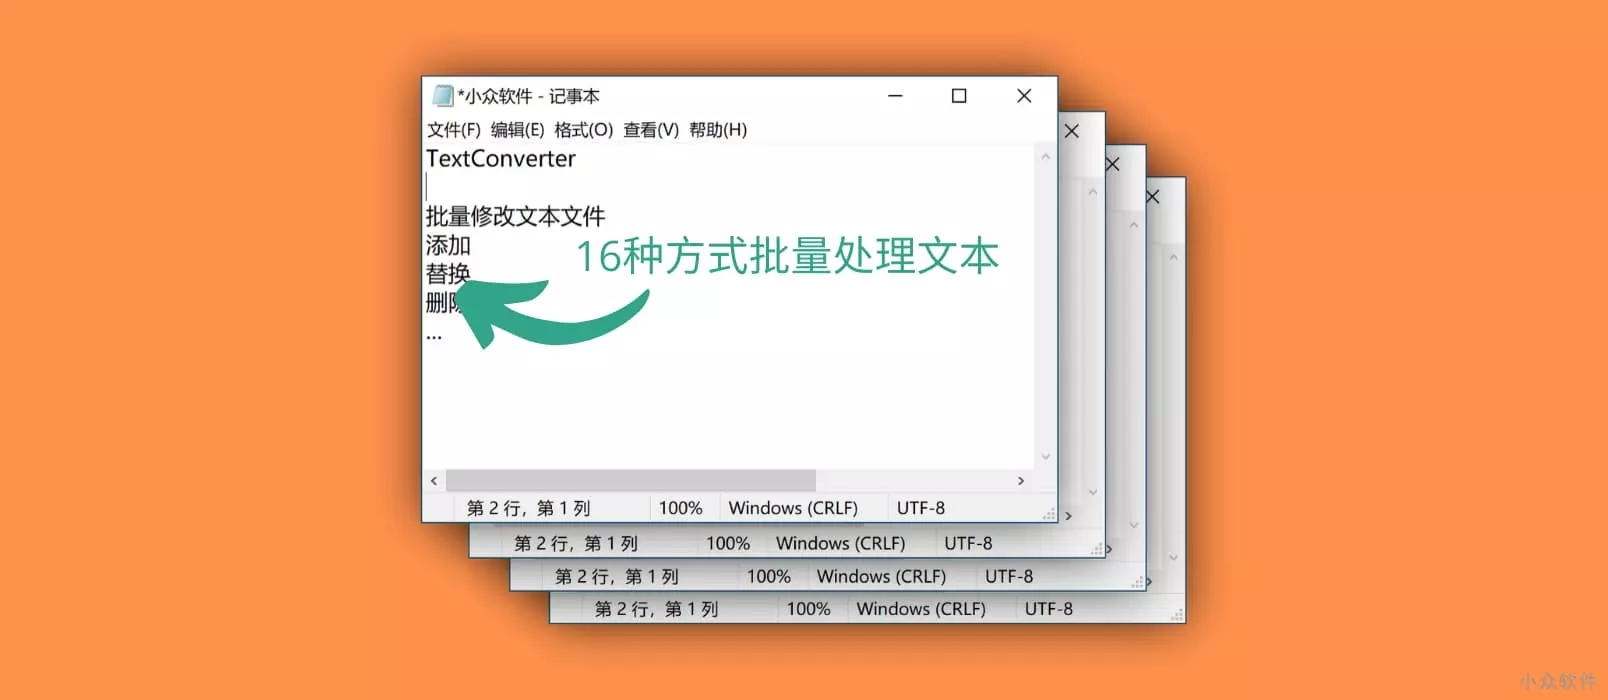 *小众软件 - 记事本
文件(F) 编辑(E) 格式(O) 查看(V) 帮助(H)
TextConverter
批量修改文本文件
添加
替换
删除
...
16种方式批量处理文本
第 2 行，第 1 列 100% Windows (CRLF) UTF-8
第 2 行，第 1 列 100% Windows (CRLF) UTF-8
第 2 行，第 1 列 100% Windows (CRLF) UTF-8
第 2 行，第 1 列 100% Windows (CRLF) UTF-8
小众软件